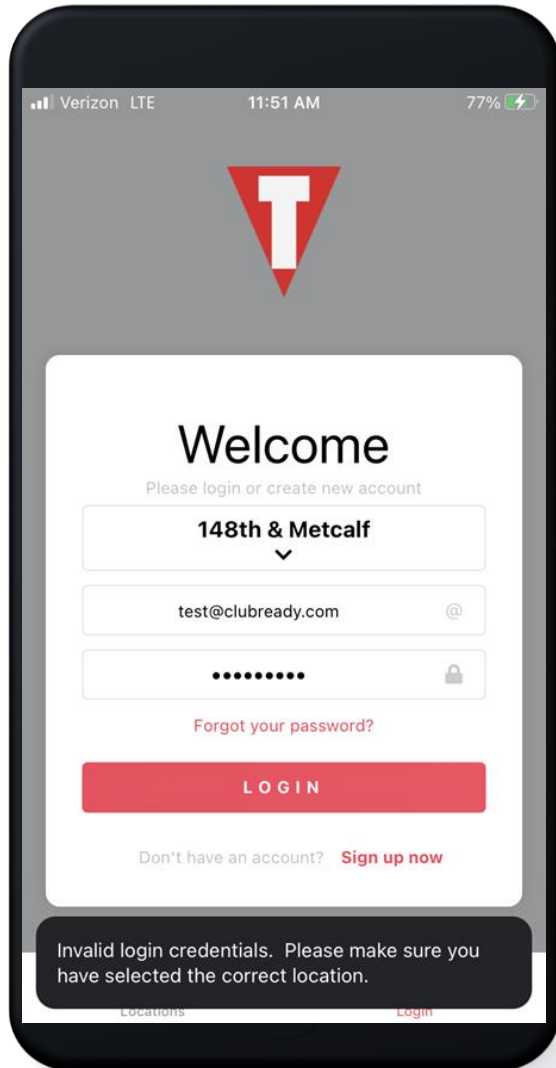 Verizon LTE 11:51 AM 77%
T
Welcome
Please login or create new account
148th & Metcalf
test@clubready.com @
•••••••••
Forgot your password?
LOGIN
Don't have an account? Sign up now
Invalid login credentials. Please make sure you
have selected the correct location.
Locations Login